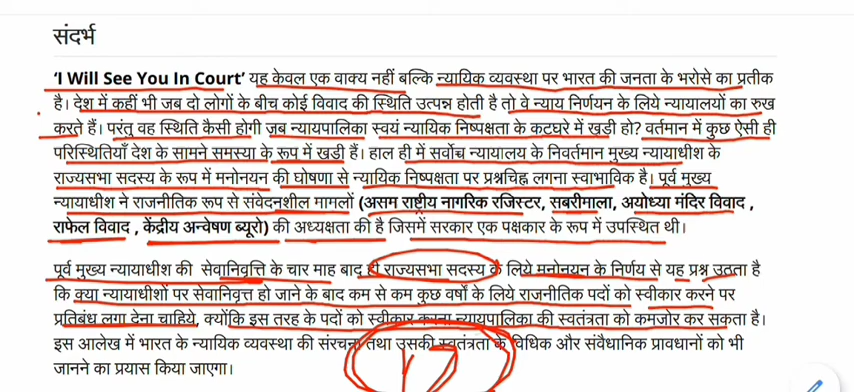 संदर्भ
‘I Will See You In Court’ यह केवल एक वाक्य नहीं बल्कि न्यायिक व्यवस्था पर भारत की जनता के भरोसे का प्रतीक
है। देश में कहीं भी जब दो लोगों के बीच कोई विवाद की स्थिति उत्पन्न होती है तो वे न्याय निर्णयन के लिये न्यायालयों का रुख
करते हैं। परंतु वह स्थिति कैसी होगी जब न्यायपालिका स्वयं न्यायिक निष्पक्षता के कटघरे में खड़ी हो? वर्तमान में कुछ ऐसी ही
परिस्थितियाँ देश के सामने समस्या के रूप में खड़ी हैं। हाल ही में सर्वोच्च न्यायालय के निवर्तमान मुख्य न्यायाधीश के
राज्यसभा सदस्य के रूप में मनोनयन की घोषणा से न्यायिक निष्पक्षता पर प्रश्नचिह्न लगना स्वाभाविक है। पूर्व मुख्य
न्यायाधीश ने राजनीतिक रूप से संवेदनशील मामलों (असम राष्ट्रीय नागरिक रजिस्टर, सबरीमाला, अयोध्या मंदिर विवाद ,
राफेल विवाद , केंद्रीय अन्वेषण ब्यूरो) की अध्यक्षता की है जिसमें सरकार एक पक्षकार के रूप में उपस्थित थी।
पूर्व मुख्य न्यायाधीश की सेवानिवृत्ति के चार माह बाद ही राज्यसभा सदस्य के लिये मनोनयन के निर्णय से यह प्रश्न उठता है
कि क्या न्यायाधीशों पर सेवानिवृत्त हो जाने के बाद कम से कम कुछ वर्षों के लिये राजनीतिक पदों को स्वीकार करने पर
प्रतिबंध लगा देना चाहिये, क्योंकि इस तरह के पदों को स्वीकार करना न्यायपालिका की स्वतंत्रता को कमजोर कर सकता है।
इस आलेख में भारत के न्यायिक व्यवस्था की संरचना तथा उसकी स्वतंत्रता के विधिक और संवैधानिक प्रावधानों को भी
जानने का प्रयास किया जाएगा।